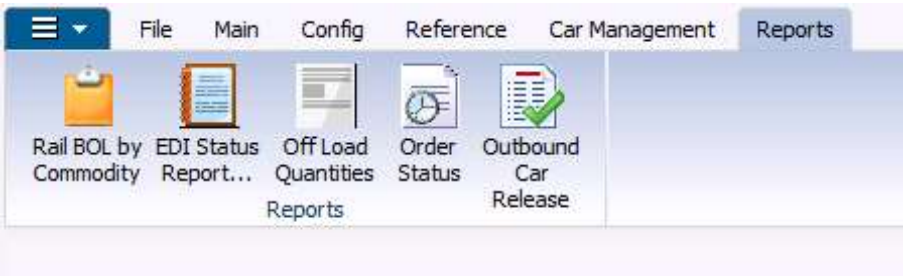 File Main Config Reference Car Management Reports
Rail BOL by Commodity
EDI Status Report...
Off Load Quantities
Order Status
Outbound Car Release
Reports